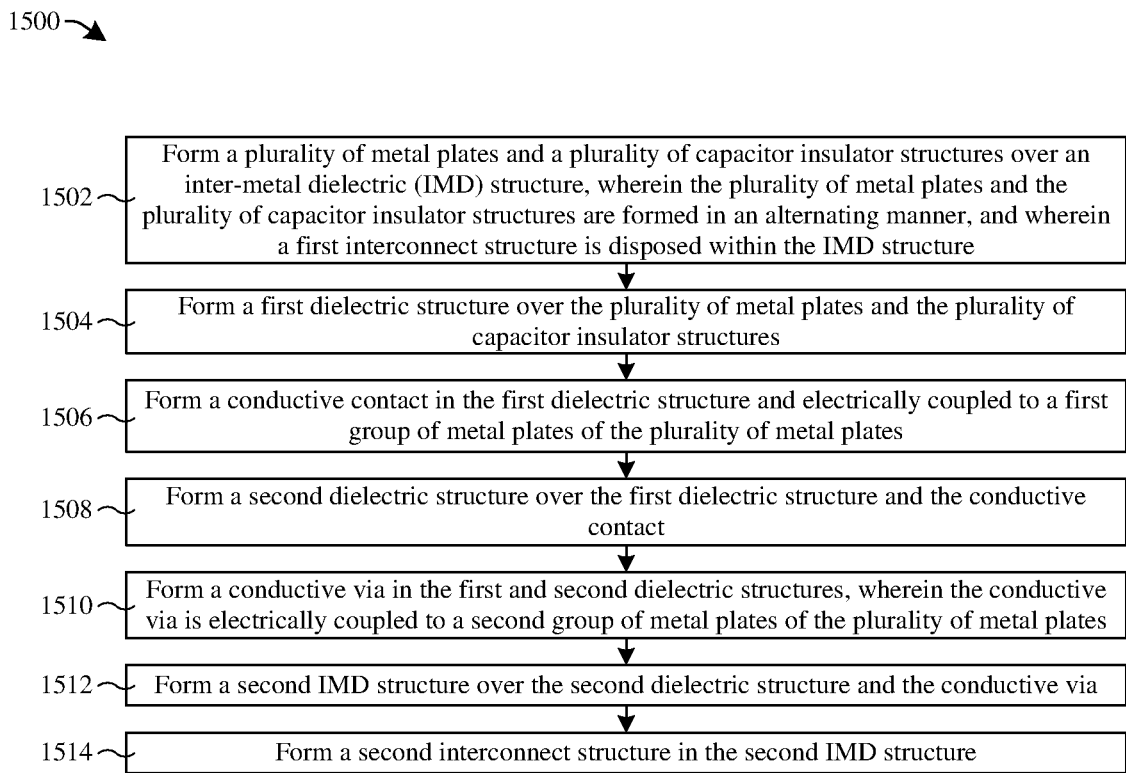 1500
1502
Form a plurality of metal plates and a plurality of capacitor insulator structures over an
inter-metal dielectric (IMD) structure, wherein the plurality of metal plates and the
plurality of capacitor insulator structures are formed in an alternating manner, and wherein
a first interconnect structure is disposed within the IMD structure
1504
Form a first dielectric structure over the plurality of metal plates and the plurality of
capacitor insulator structures
1506
Form a conductive contact in the first dielectric structure and electrically coupled to a first
group of metal plates of the plurality of metal plates
1508
Form a second dielectric structure over the first dielectric structure and the conductive
contact
1510
Form a conductive via in the first and second dielectric structures, wherein the conductive
via is electrically coupled to a second group of metal plates of the plurality of metal plates
1512
Form a second IMD structure over the second dielectric structure and the conductive via
1514
Form a second interconnect structure in the second IMD structure